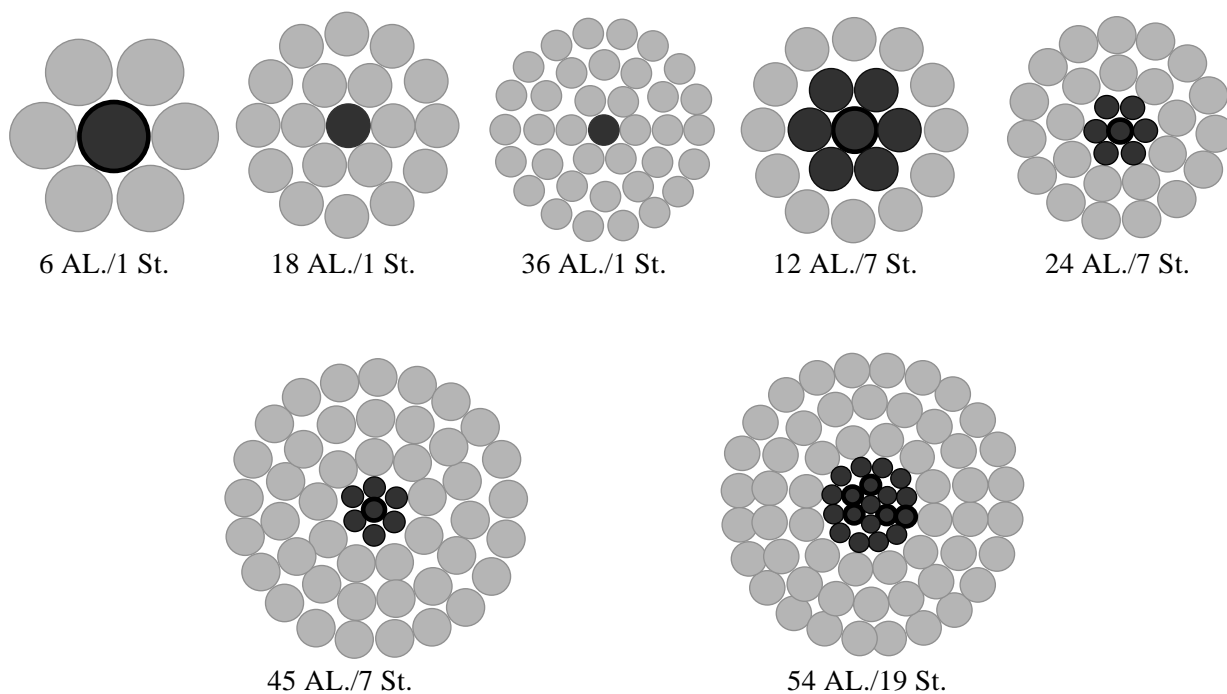 6 AL./1 St.
18 AL./1 St.
36 AL./1 St.
12 AL./7 St.
24 AL./7 St.
45 AL./7 St.
54 AL./19 St.